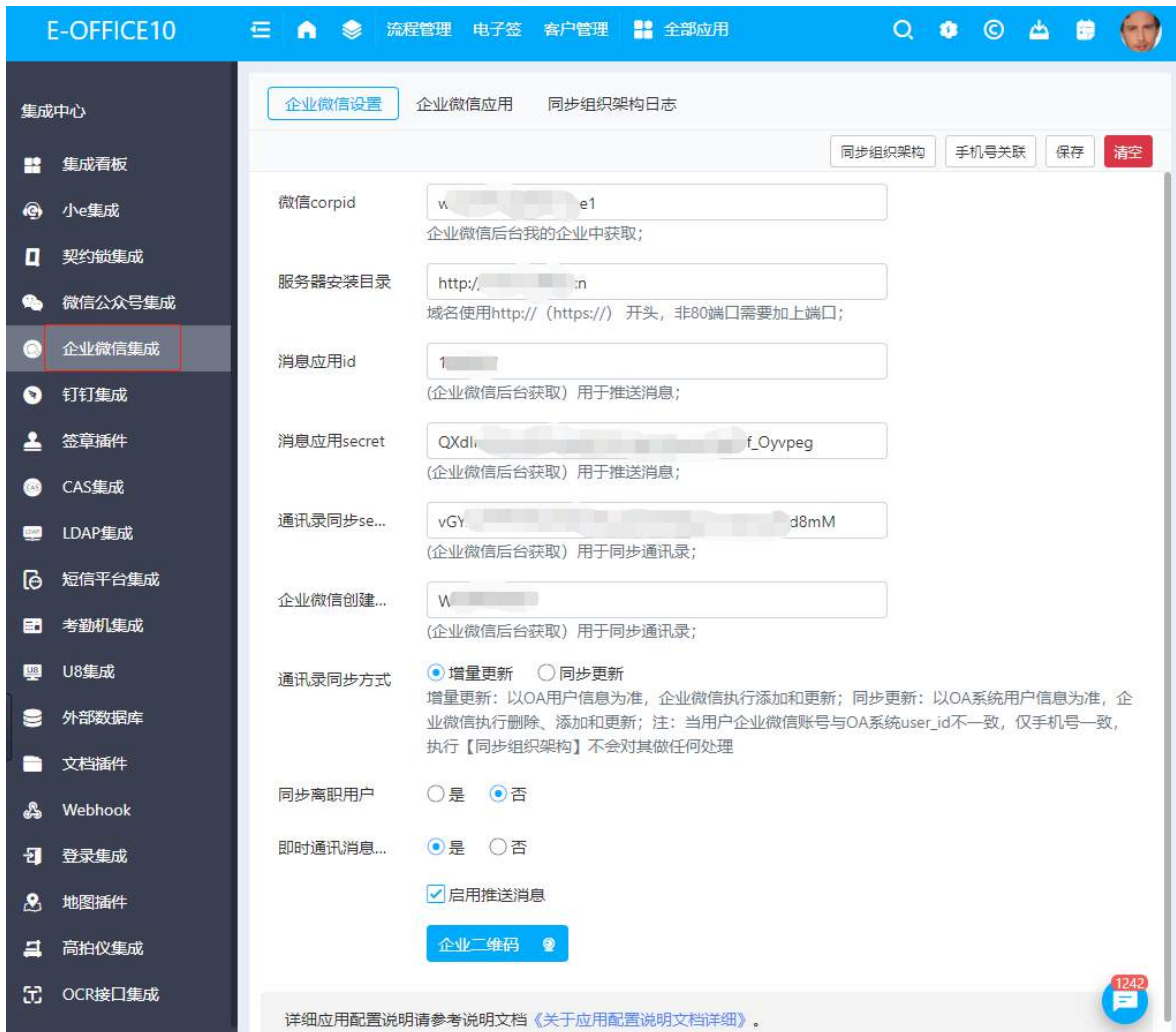 E-OFFICE10 流程管理 电子签 客户管理 全部应用
集成中心
集成看板
小e集成
契约锁集成
微信公众号集成
企业微信集成
钉钉集成
签章插件
CAS集成
LDAP集成
短信平台集成
考勤机集成
U8集成
外部数据库
文档插件
Webhook
登录集成
地图插件
高拍仪集成
OCR接口集成
企业微信设置 企业微信应用 同步组织架构日志
同步组织架构 手机号关联 保存 清空
微信corpid
e1
企业微信后台我的企业中获取;
服务器安装目录 http:/
域名使用http://（https://） 开头，非80端口需要加上端口;
消息应用id 1
(企业微信后台获取）用于推送消息;
消息应用secret f_Oyvpeg
(企业微信后台获取）用于推送消息;
通讯录同步se... vGY d8mM
(企业微信后台获取）用于同步通讯录;
企业微信创建... W
(企业微信后台获取）用于同步通讯录;
通讯录同步方式 增量更新 同步更新
增量更新：以OA用户信息为准，企业微信执行添加和更新；同步更新：以OA系统用户信息为准，企
业微信执行删除、添加和更新；注：当用户企业微信账号与OA系统user_id不一致，仅手机号一致，
执行【同步组织架构】不会对其做任何处理
同步离职用户 是 否
即时通讯消息... 是 否
启用推送消息
企业二维码
1242
详细应用配置说明请参考说明文档《关于应用配置说明文档详细》。